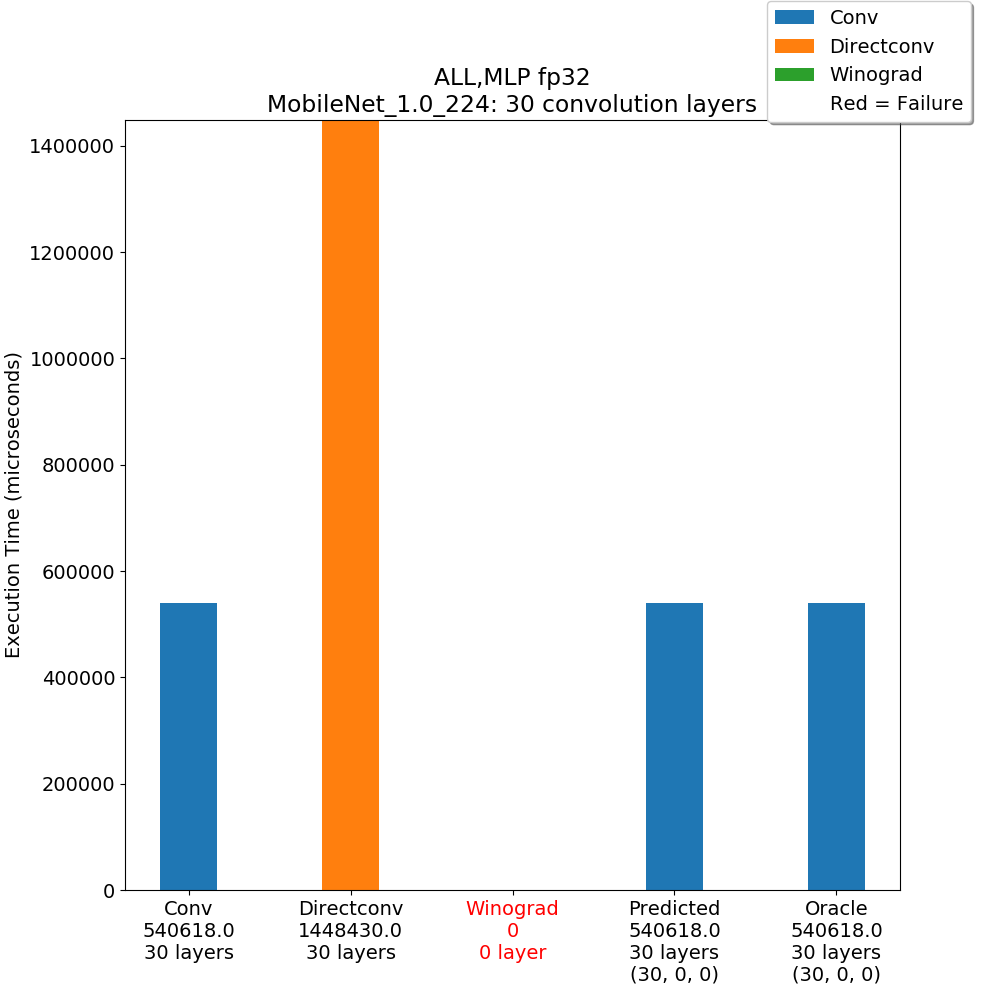 Conv
Directconv
Winograd
Red = Failure
ALL,MLP fp32
MobileNet_1.0_224: 30 convolution layers
Execution Time (microseconds)
1400000
1200000
1000000
800000
600000
400000
200000
0
Conv
540618.0
30 layers
Directconv
1448430.0
30 layers
Winograd
0
0 layer
Predicted
540618.0
30 layers
(30, 0, 0)
Oracle
540618.0
30 layers
(30, 0, 0)